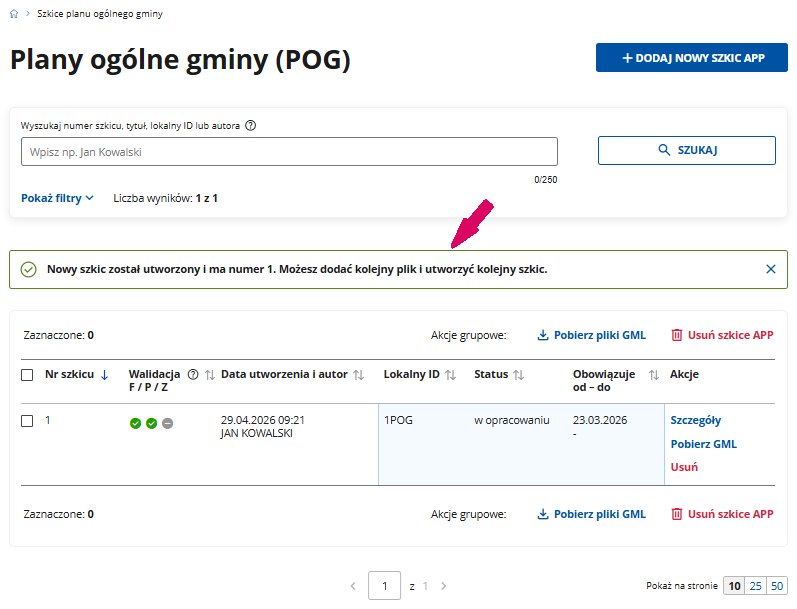 Szkice planu ogólnego gminy
Plany ogólne gminy (POG)
DODAJ NOWY SZKIC APP
Wyszukaj numer szkicu, tytuł, lokalny ID lub autora
Wpisz np. Jan Kowalski
SZUKAJ
0/250
Pokaż filtry Liczba wyników: 1 z 1
Nowy szkic został utworzony i ma numer 1. Możesz dodać kolejny plik i utworzyć kolejny szkic.
Zaznaczone: 0 Akcje grupowe: Pobierz pliki GML Usuń szkice APP
Nr szkicu Walidacja F / P / Z Data utworzenia i autor Lokalny ID Status Obowiązuje od – do Akcje
1 29.04.2026 09:21 1POG w opracowaniu 23.03.2026 Szczegóły
JAN KOWALSKI -
Pobierz GML
Usuń
Zaznaczone: 0 Akcje grupowe: Pobierz pliki GML Usuń szkice APP
1 z 1 Pokaż na stronie 10 25 50